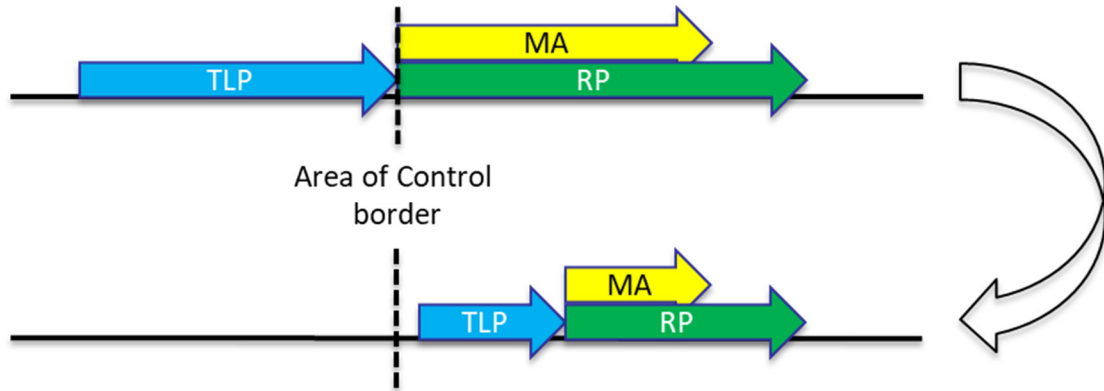 MA
TLP
RP
Area of Control
border
MA
TLP
RP